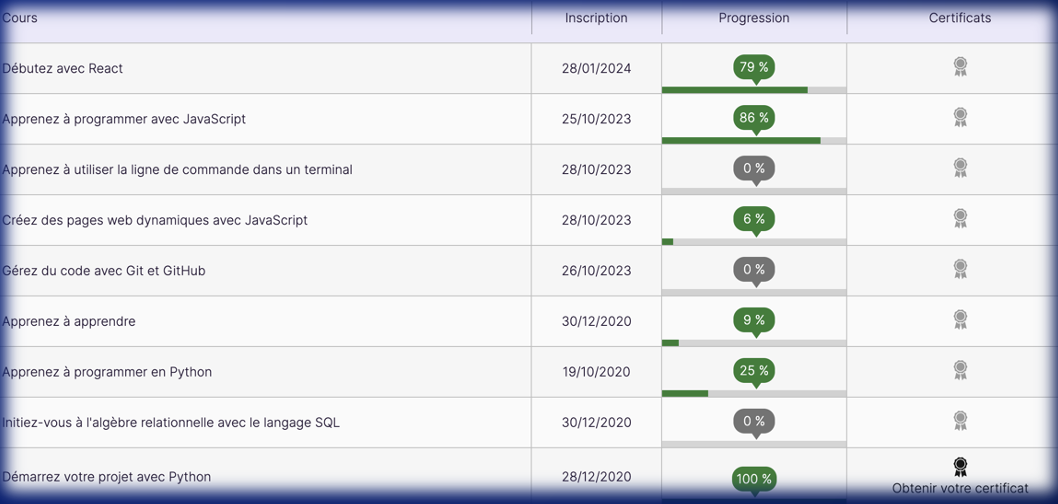 Cours Inscription Progression Certificats
Débutez avec React 28/01/2024 79 %
Apprenez à programmer avec JavaScript 25/10/2023 86 %
Apprenez à utiliser la ligne de commande dans un terminal 28/10/2023 0 %
Créez des pages web dynamiques avec JavaScript 28/10/2023 6 %
Gérez du code avec Git et GitHub 26/10/2023 0 %
Apprenez à apprendre 30/12/2020 9 %
Apprenez à programmer en Python 19/10/2020 25 %
Initiez-vous à l'algèbre relationnelle avec le langage SQL 30/12/2020 0 %
Démarrez votre projet avec Python 28/12/2020 100 %
Obtenir votre certificat